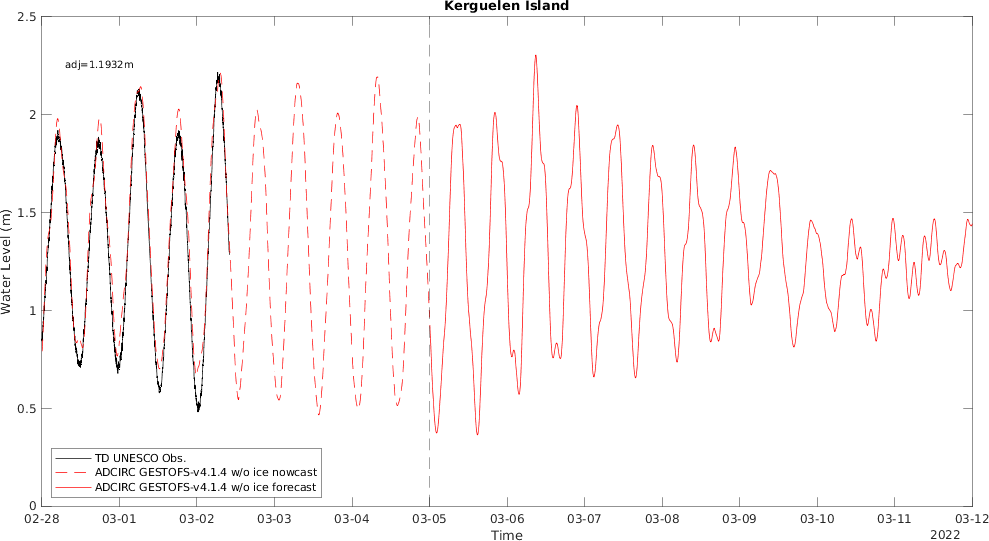 Kerguelen Island
2.5
adj=1.1932m
2
1.5
Water Level (m)
1
0.5
TD UNESCO Obs.
ADCIRC GESTOFS-v4.1.4 w/o ice nowcast
ADCIRC GESTOFS-v4.1.4 w/o ice forecast
0
02-28 03-01 03-02 03-03 03-04 03-05 03-06 03-07 03-08 03-09 03-10 03-11 03-12
Time
2022